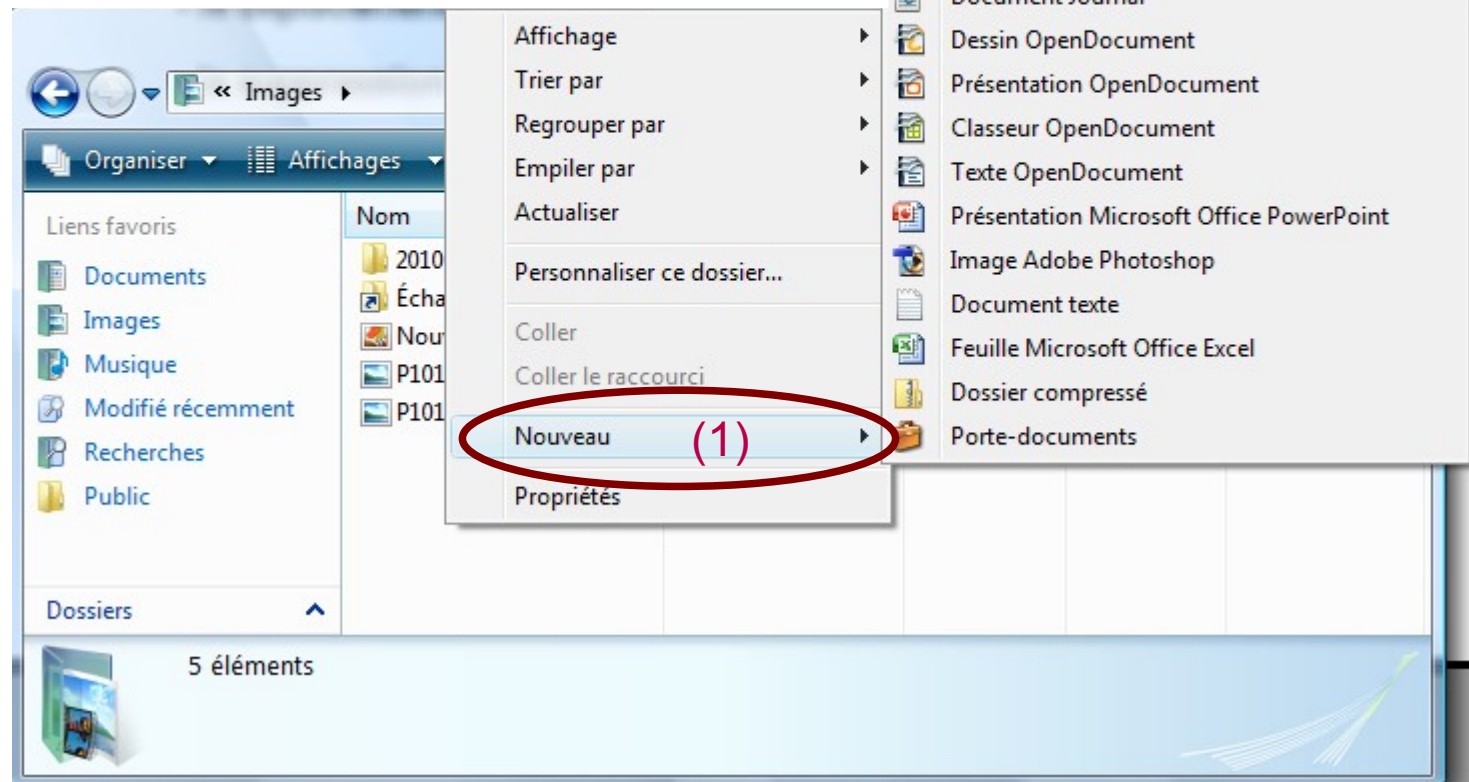 « Images
Organiser
Affichages
Liens favoris
Documents
Images
Musique
Modifié récemment
Recherches
Public
Dossiers
5 éléments
Nom
2010
Écha
Nou
P101
P101
Affichage
Trier par
Regrouper par
Empiler par
Actualiser
Personnaliser ce dossier...
Coller
Coller le raccourci
Nouveau
(1)
Propriétés
Document Journal
Dessin OpenDocument
Présentation OpenDocument
Classeur OpenDocument
Texte OpenDocument
Présentation Microsoft Office PowerPoint
Image Adobe Photoshop
Document texte
Feuille Microsoft Office Excel
Dossier compressé
Porte-documents